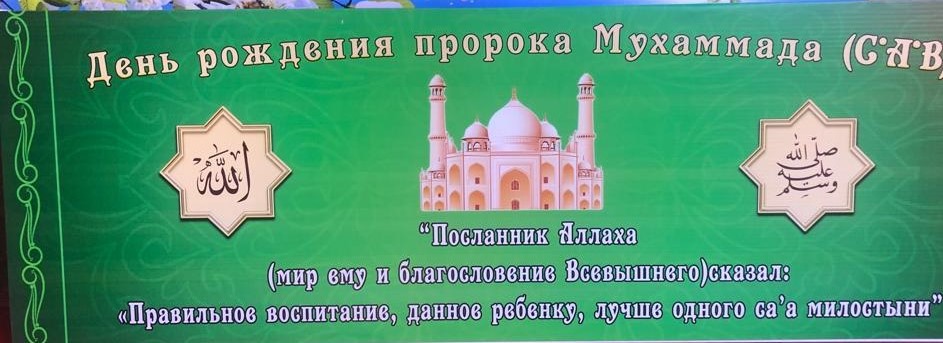 День рождения пророка Мухаммада (САВ)
الله
صلى الله
عليه
وسلم
“Посланник Аллаха
(мир ему и благословение Всевышнего)сказал:
«Правильное воспитание, данное ребенку, лучше одного са'а милостыни”